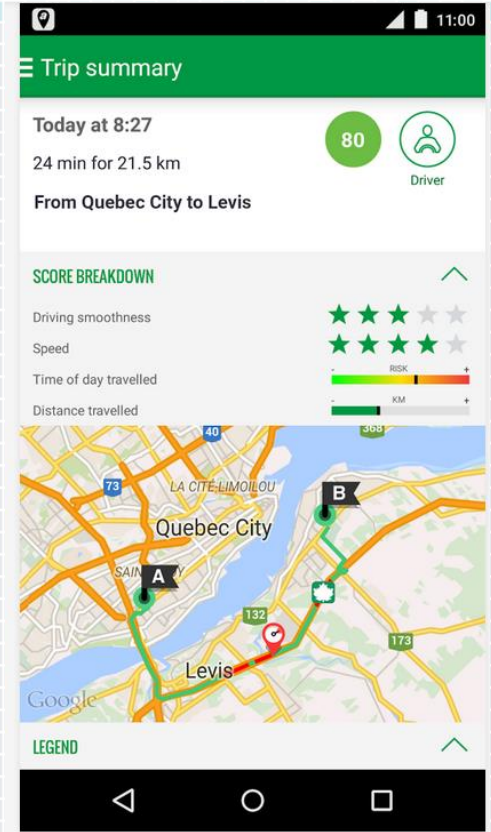 11:00
Trip summary
Today at 8:27
80
24 min for 21.5 km
Driver
From Quebec City to Levis
SCORE BREAKDOWN
Driving smoothness
Speed
Time of day travelled
- RISK +
Distance travelled
- KM +
40
368
73
LA CITÉ-LIMOILOU
B
Quebec City
A
132
173
Levis
Google
LEGEND